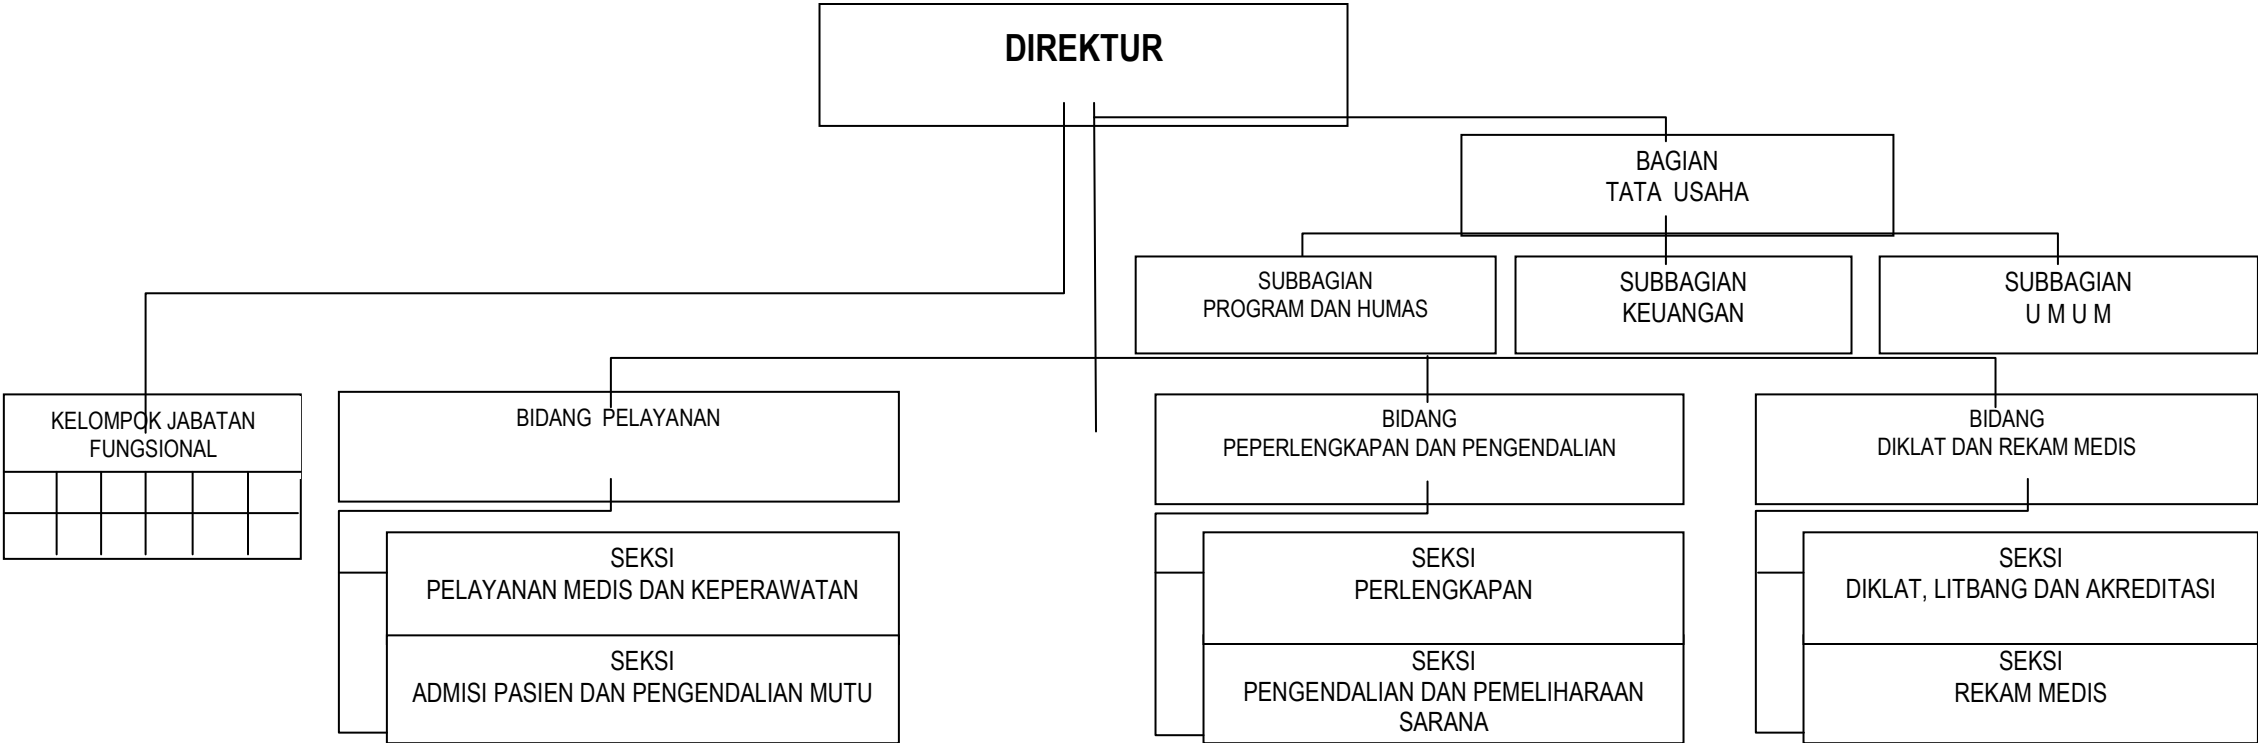 DIREKTUR
BAGIAN
TATA USAHA
SUBBAGIAN
PROGRAM DAN HUMAS
SUBBAGIAN
KEUANGAN
SUBBAGIAN
U M U M
KELOMPOK JABATAN
FUNGSIONAL
BIDANG PELAYANAN
BIDANG
PEPERLENGKAPAN DAN PENGENDALIAN
BIDANG
DIKLAT DAN REKAM MEDIS
SEKSI
PELAYANAN MEDIS DAN KEPERAWATAN
SEKSI
ADMISI PASIEN DAN PENGENDALIAN MUTU
SEKSI
PERLENGKAPAN
SEKSI
PENGENDALIAN DAN PEMELIHARAAN
SARANA
SEKSI
DIKLAT, LITBANG DAN AKREDITASI
SEKSI
REKAM MEDIS